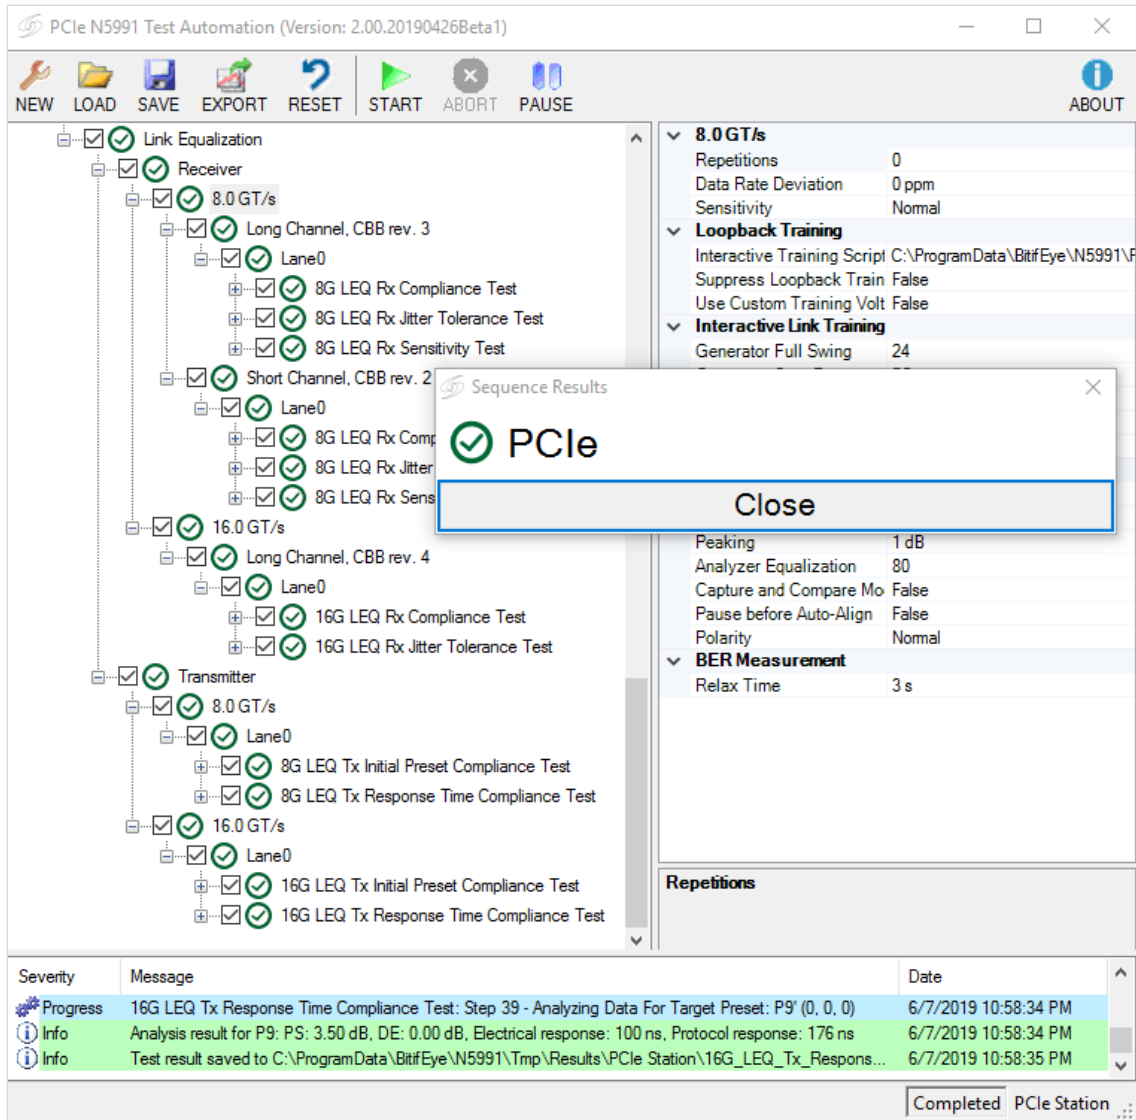 PCIe N5991 Test Automation (Version: 2.00.20190426Beta1)
NEW LOAD SAVE EXPORT RESET START ABORT PAUSE ABOUT
Link Equalization
Receiver
8.0 GT/s
Long Channel, CBB rev. 3
Lane0
8G LEQ Rx Compliance Test
8G LEQ Rx Jitter Tolerance Test
8G LEQ Rx Sensitivity Test
Short Channel, CBB rev. 2
Lane0
8G LEQ Rx Comp
8G LEQ Rx Jitter
8G LEQ Rx Sens
16.0 GT/s
Long Channel, CBB rev. 4
Lane0
16G LEQ Rx Compliance Test
16G LEQ Rx Jitter Tolerance Test
Transmitter
8.0 GT/s
Lane0
8G LEQ Tx Initial Preset Compliance Test
8G LEQ Tx Response Time Compliance Test
16.0 GT/s
Lane0
16G LEQ Tx Initial Preset Compliance Test
16G LEQ Tx Response Time Compliance Test
8.0 GT/s
Repetitions 0
Data Rate Deviation 0 ppm
Sensitivity Normal
Loopback Training
Interactive Training Script C:\ProgramData\BitifEye\N5991\P
Suppress Loopback Train False
Use Custom Training Volt False
Interactive Link Training
Generator Full Swing 24
Sequence Results
PCIe
Close
Peaking 1 dB
Analyzer Equalization 80
Capture and Compare Mo False
Pause before Auto-Align False
Polarity Normal
BER Measurement
Relax Time 3 s
Repetitions
Severity Message Date
Progress 16G LEQ Tx Response Time Compliance Test: Step 39 - Analyzing Data For Target Preset: P9' (0, 0, 0) 6/7/2019 10:58:34 PM
Info Analysis result for P9: PS: 3.50 dB, DE: 0.00 dB, Electrical response: 100 ns, Protocol response: 176 ns 6/7/2019 10:58:34 PM
Info Test result saved to C:\ProgramData\BitifEye\N5991\Tmp\Results\PCIe Station\16G_LEQ_Tx_Respons... 6/7/2019 10:58:35 PM
Completed PCIe Station